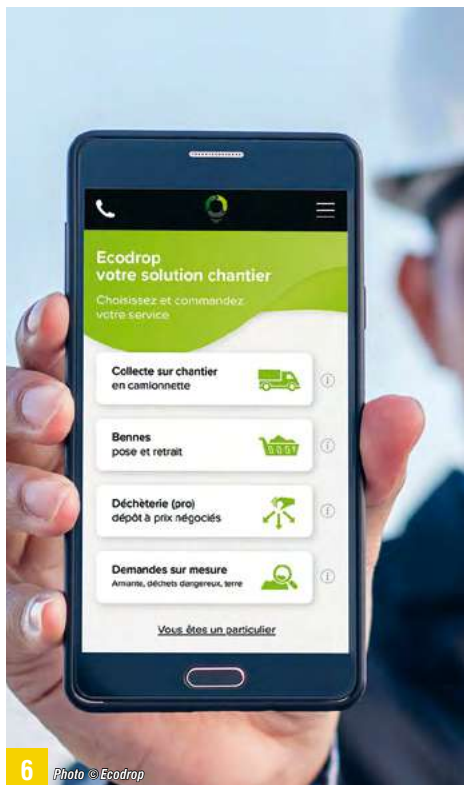 Ecodrop
votre solution chantier
Choisissez et commandez
votre service
Collecte sur chantier
en camionnette
Bennes
pose et retrait
Déchèterie (pro)
dépôt à prix négociés
Demandes sur mesure
Amiante, déchets dangereux, terre
Vous êtes un particulier
6 Photo © Ecodrop